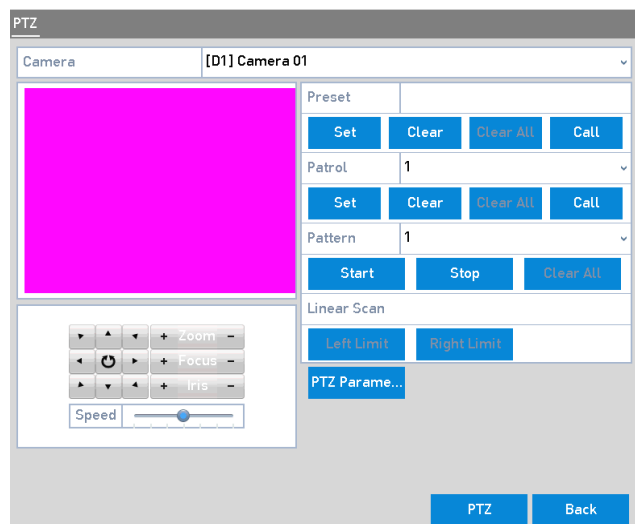 PTZ
Camera [D1] Camera 01
Preset
Set Clear Clear All Call
Patrol 1
Set Clear Clear All Call
Pattern 1
Start Stop Clear All
Linear Scan
Left Limit Right Limit
PTZ Parame...
+ Zoom -
+ Focus -
+ Iris -
Speed
PTZ Back